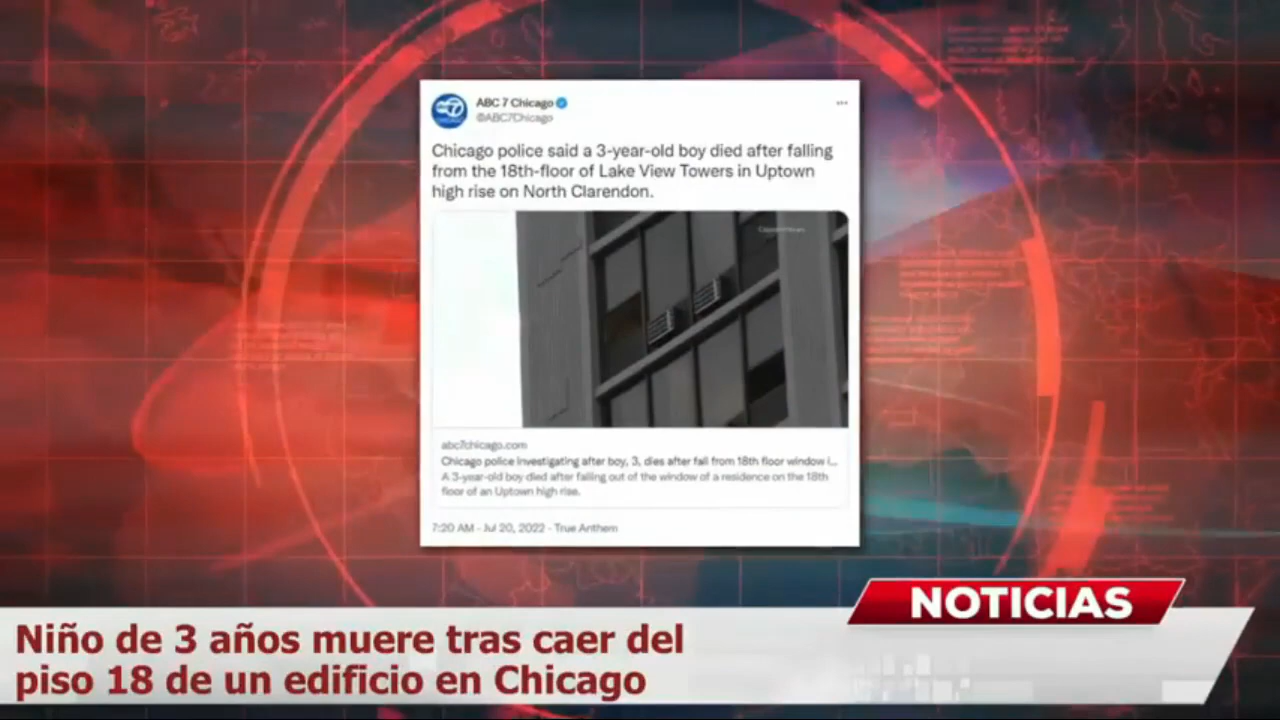 ABC 7 Chicago
@ABC7Chicago
Chicago police said a 3-year-old boy died after falling
from the 18th-floor of Lake View Towers in Uptown
high rise on North Clarendon.
abc7chicago.com
Chicago police investigating after boy, 3, dies after fall from 18th floor window i...
A 3-year-old boy died after falling out of the window of a residence on the 18th
floor of an Uptown high rise.
7:20 AM - Jul 20, 2022 - True Anthem
NOTICIAS
Niño de 3 años muere tras caer del
piso 18 de un edificio en Chicago